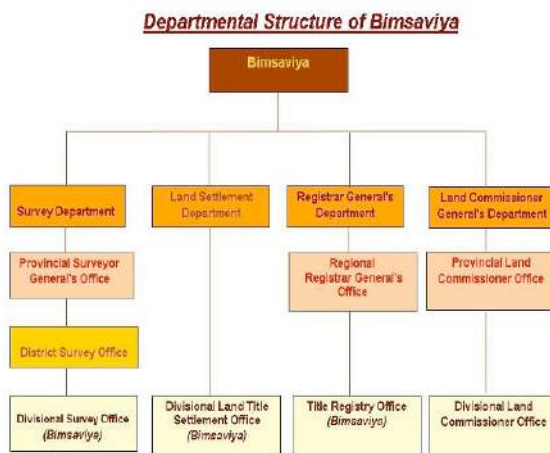 Departmental Structure of Bimsaviya
Bimsaviya
Survey Department
Land Settlement
Department
Registrar General's
Department
Land Commissioner
General's Department
Provincial Surveyor
General's Office
Regional
Registrar General's
Office
Provincial Land
Commissioner Office
District Survey Office
Divisional Survey Office
(Bimsaviya)
Divisional Land Title
Settlement Office
(Bimsaviya)
Title Registry Office
(Bimsaviya)
Divisional Land
Commissioner Office